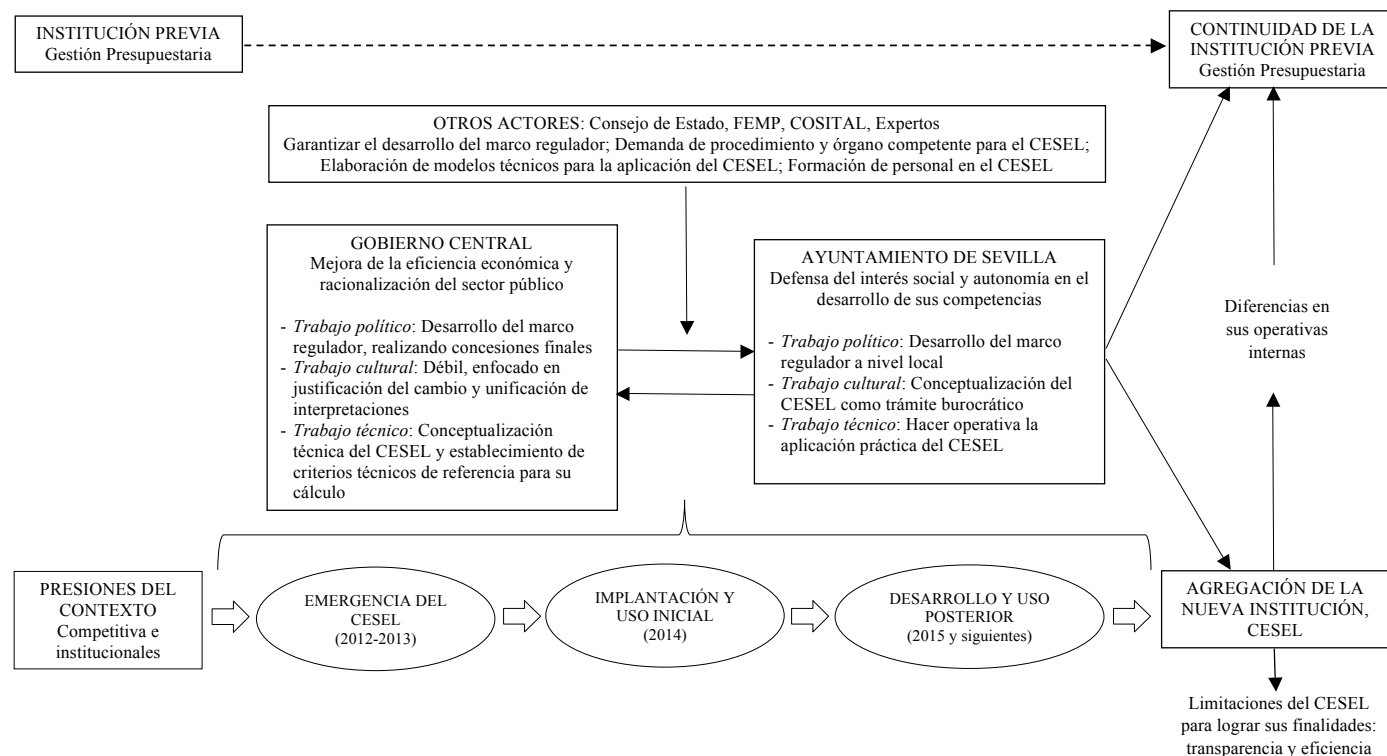 INSTITUCIÓN PREVIA
Gestión Presupuestaria
CONTINUIDAD DE LA
INSTITUCIÓN PREVIA
Gestión Presupuestaria
OTROS ACTORES: Consejo de Estado, FEMP, COSITAL, Expertos
Garantizar el desarrollo del marco regulador; Demanda de procedimiento y órgano competente para el CESEL;
Elaboración de modelos técnicos para la aplicación del CESEL; Formación de personal en el CESEL
GOBIERNO CENTRAL
Mejora de la eficiencia económica y
racionalización del sector público
- Trabajo político: Desarrollo del marco
regulador, realizando concesiones finales
- Trabajo cultural: Débil, enfocado en
justificación del cambio y unificación de
interpretaciones
- Trabajo técnico: Conceptualización
técnica del CESEL y establecimiento de
criterios técnicos de referencia para su
cálculo
AYUNTAMIENTO DE SEVILLA
Defensa del interés social y autonomía en el
desarrollo de sus competencias
- Trabajo político: Desarrollo del marco
regulador a nivel local
- Trabajo cultural: Conceptualización del
CESEL como trámite burocrático
- Trabajo técnico: Hacer operativa la
aplicación práctica del CESEL
Diferencias en
sus operativas
internas
PRESIONES DEL
CONTEXTO
Competitiva e
institucionales
EMERGENCIA DEL
CESEL
(2012-2013)
IMPLANTACIÓN Y
USO INICIAL
(2014)
DESARROLLO Y USO
POSTERIOR
(2015 y siguientes)
AGREGACIÓN DE LA
NUEVA INSTITUCIÓN,
CESEL
Limitaciones del CESEL
para lograr sus finalidades:
transparencia y eficiencia